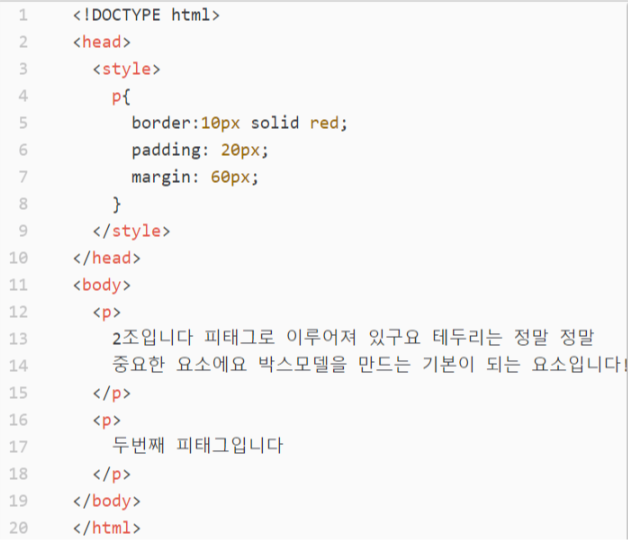 1 <!DOCTYPE html>
2 <head>
3 <style>
4 p{
5 border:10px solid red;
6 padding: 20px;
7 margin: 60px;
8 }
9 </style>
10 </head>
11 <body>
12 <p>
13 2조입니다 피태그로 이루어져 있구요 테두리는 정말 정말
14 중요한 요소에요 박스모델을 만드는 기본이 되는 요소입니다!
15 </p>
16 <p>
17 두번째 피태그입니다
18 </p>
19 </body>
20 </html>